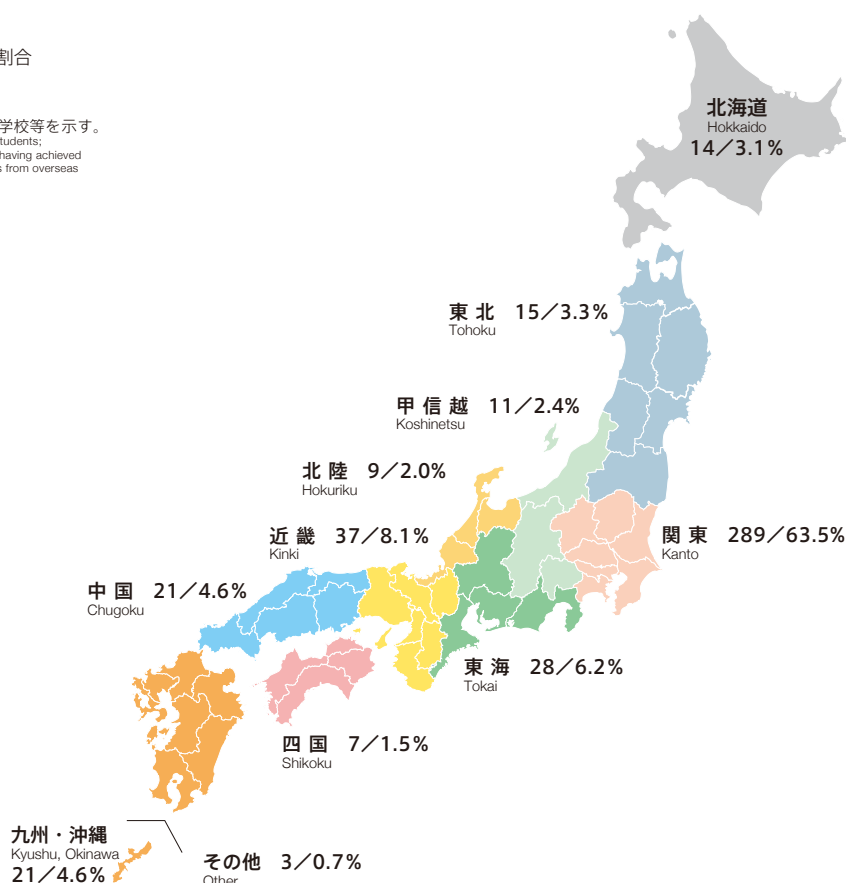 割合
学校等を示す。
tudents;
having achieved
s from overseas
北海道
Hokkaido
14／3.1%
東北 15／3.3%
Tohoku
甲信越 11／2.4%
Koshinetsu
北陸 9／2.0%
Hokuriku
近畿 37／8.1%
Kinki
関東 289／63.5%
Kanto
中国 21／4.6%
Chugoku
東海 28／6.2%
Tokai
四国 7／1.5%
Shikoku
九州・沖縄
Kyushu, Okinawa
21／4.6%
その他 3／0.7%
Other